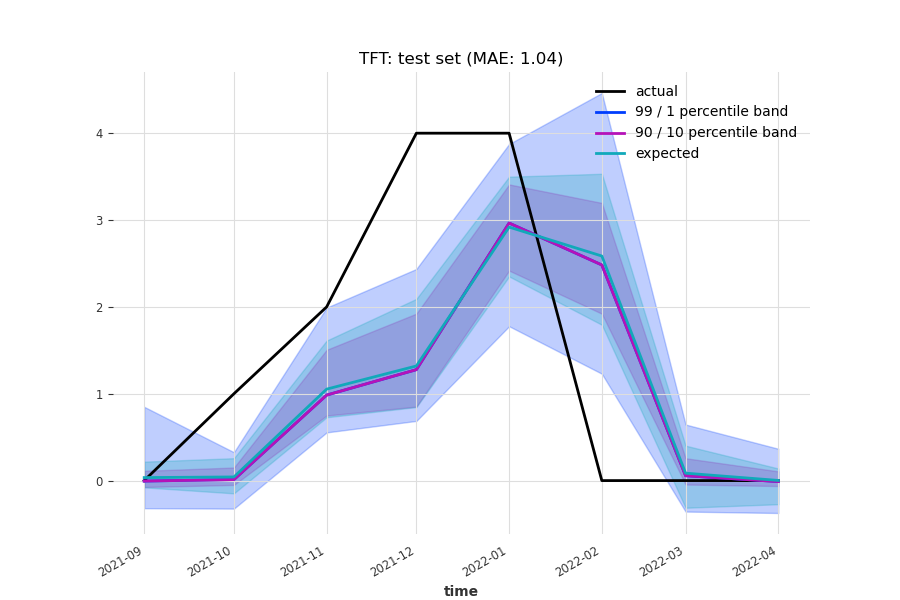 TFT: test set (MAE: 1.04)
actual
99 / 1 percentile band
90 / 10 percentile band
expected
4
3
2
1
0
2021-09
2021-10
2021-11
2021-12
2022-01
2022-02
2022-03
2022-04
time